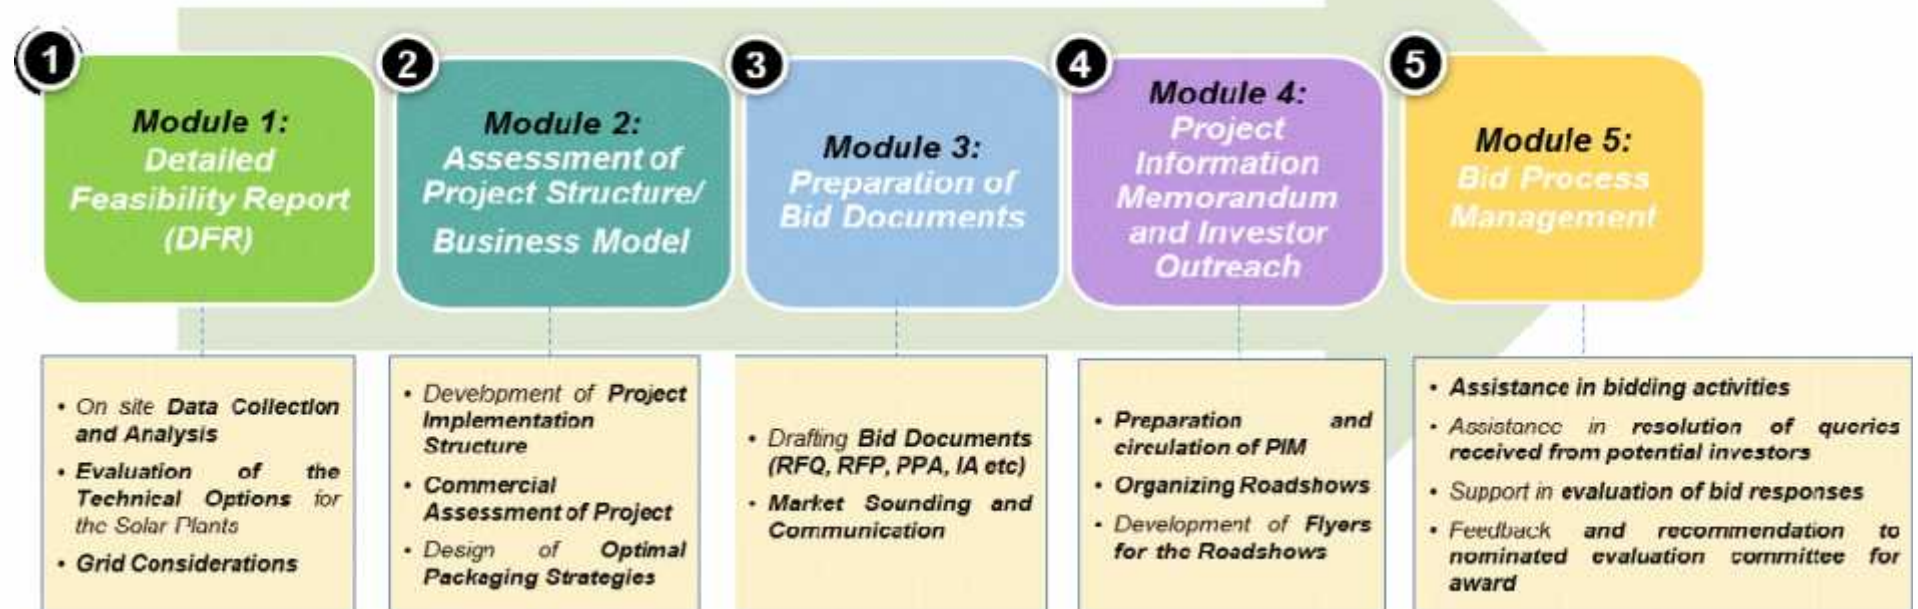 1
Module 1:
Detailed
Feasibility Report
(DFR)
2
Module 2:
Assessment of
Project Structure/
Business Model
3
Module 3:
Preparation of
Bid Documents
4
Module 4:
Project
Information
Memorandum
and Investor
Outreach
5
Module 5:
Bid Process
Management
• On site Data Collection
and Analysis
• Evaluation of the
Technical Options for
the Solar Plants
• Grid Considerations
• Development of Project
Implementation
Structure
• Commercial
Assessment of Project
• Design of Optimal
Packaging Strategies
• Drafting Bid Documents
(RFQ, RFP, PPA, IA etc)
• Market Sounding and
Communication
• Preparation and
circulation of PIM
• Organizing Roadshows
• Development of Flyers
for the Roadshows
• Assistance in bidding activities
• Assistance in resolution of queries
received from potential investors
• Support in evaluation of bid responses
• Feedback and recommendation to
nominated evaluation committee for
award